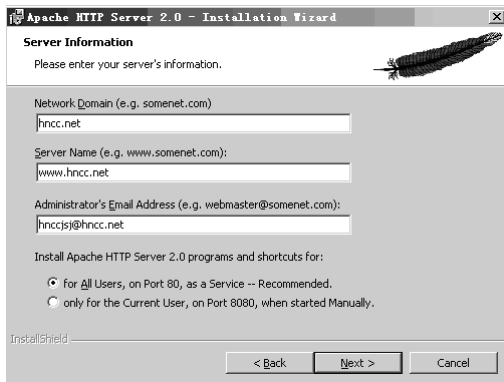 Apache HTTP Server 2.0 - Installation Wizard
Server Information
Please enter your server's information.
Network Domain (e.g. somenet.com)
hncc.net
Server Name (e.g. www.somenet.com):
www.hncc.net
Administrator's Email Address (e.g. webmaster@somenet.com):
hnccjsj@hncc.net
Install Apache HTTP Server 2.0 programs and shortcuts for:
for All Users, on Port 80, as a Service -- Recommended.
only for the Current User, on Port 8080, when started Manually.
InstallShield
< Back Next > Cancel